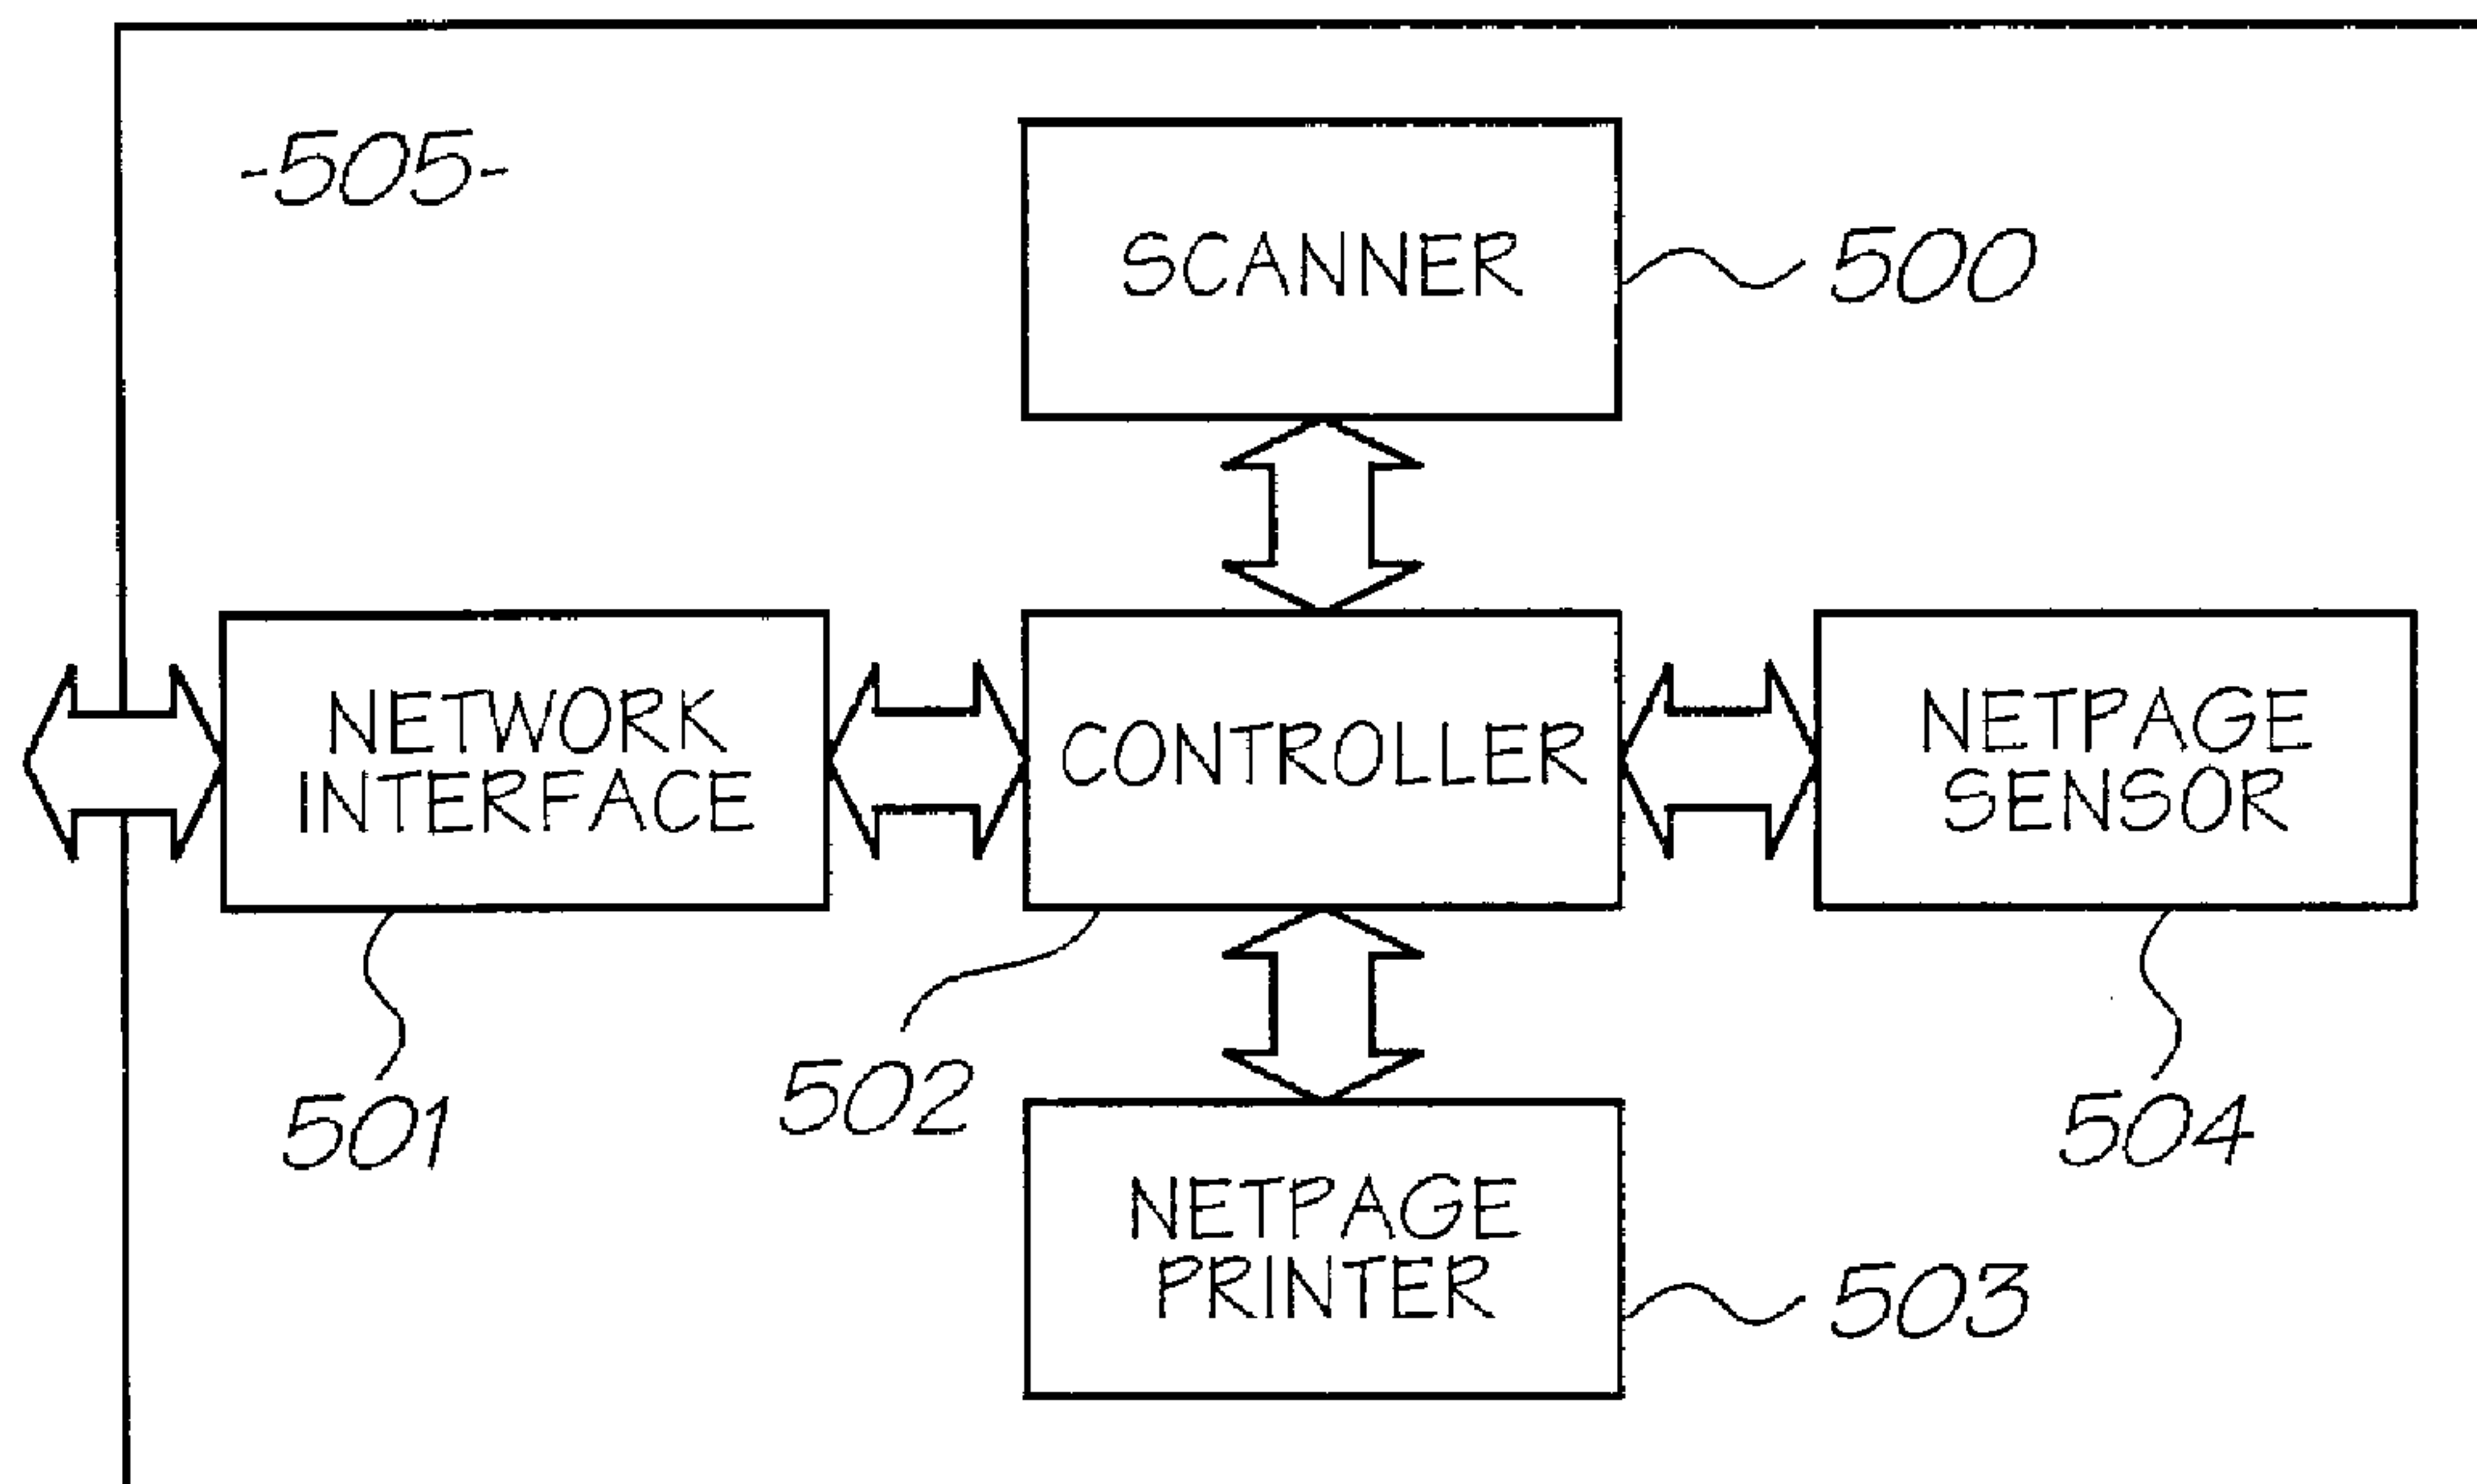 -505-
SCANNER
500
NETWORK
INTERFACE
CONTROLLER
NETPAGE
SENSOR
501
502
504
NETPAGE
PRINTER
503